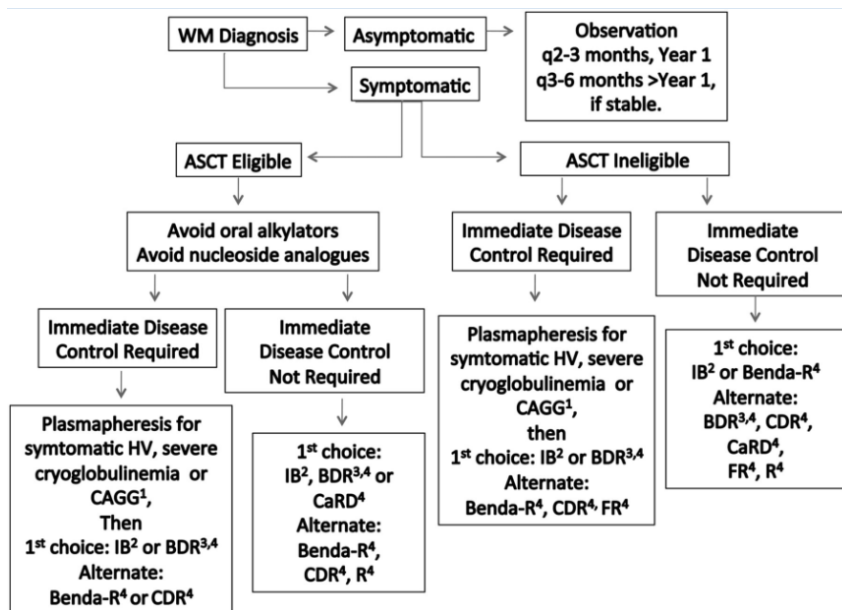 WM Diagnosis
Asymptomatic
Observation
q2-3 months, Year 1
q3-6 months >Year 1,
if stable.
Symptomatic
ASCT Eligible
ASCT Ineligible
Avoid oral alkylators
Avoid nucleoside analogues
Immediate Disease
Control Required
Immediate
Disease Control
Not Required
Immediate Disease
Control Required
Immediate
Disease Control
Not Required
Plasmapheresis for
symtomatic HV, severe
cryoglobulinemia or
CAGG¹,
Then
1st choice: IB² or BDR³,⁴
Alternate:
Benda-R⁴ or CDR⁴
1st choice:
IB², BDR³,⁴ or
CaRD⁴
Alternate:
Benda-R⁴,
CDR⁴, R⁴
Plasmapheresis for
symtomatic HV, severe
cryoglobulinemia or
CAGG¹,
then
1st choice: IB² or BDR³,⁴
Alternate:
Benda-R⁴, CDR⁴, FR⁴
1st choice:
IB² or Benda-R⁴
Alternate:
BDR³,⁴, CDR⁴,
CaRD⁴,
FR⁴, R⁴